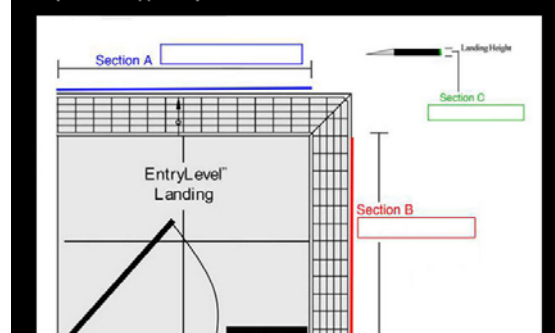 Section A
Landing Height
Section C
EntryLevel™
Landing
Section B